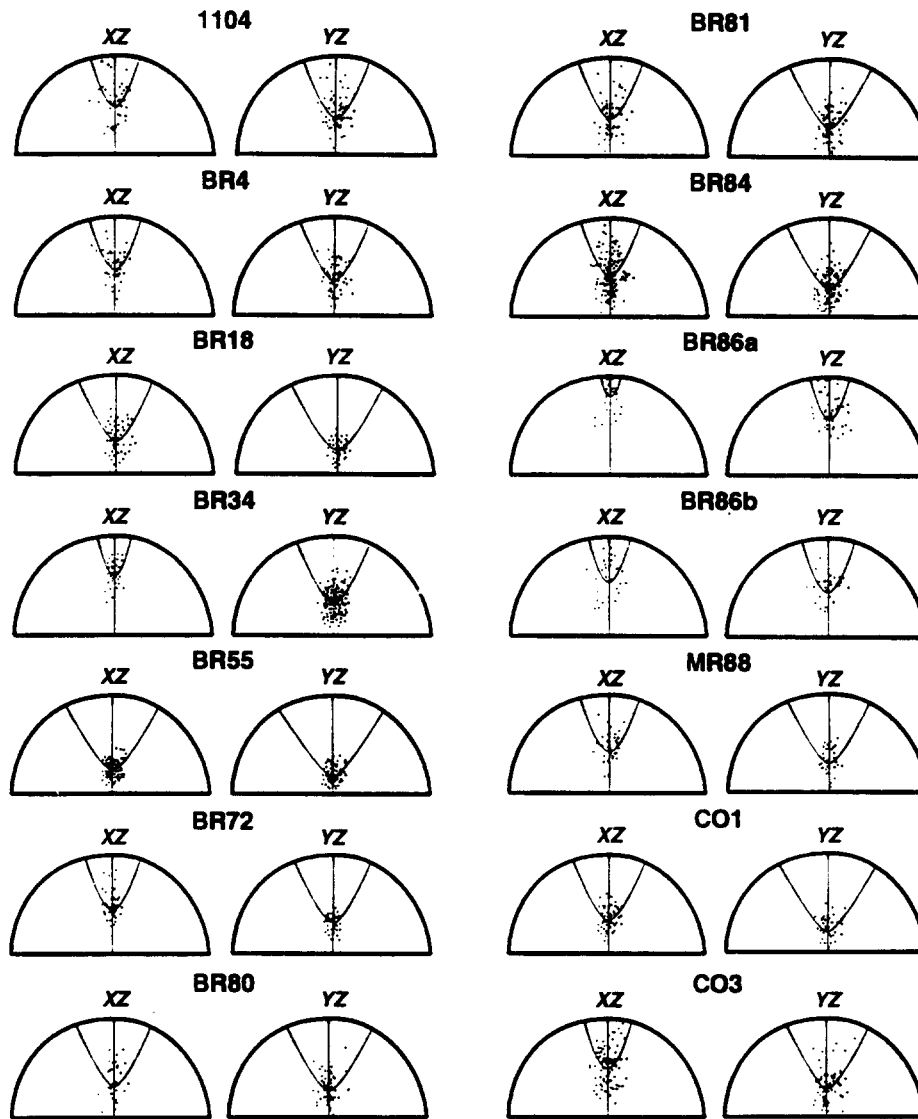 1104
XZ YZ
BR4
XZ YZ
BR18
XZ YZ
BR34
XZ YZ
BR55
XZ YZ
BR72
XZ YZ
BR80
XZ YZ
BR81
XZ YZ
BR84
XZ YZ
BR86a
XZ YZ
BR86b
XZ YZ
MR88
XZ YZ
CO1
XZ YZ
CO3
XZ YZ